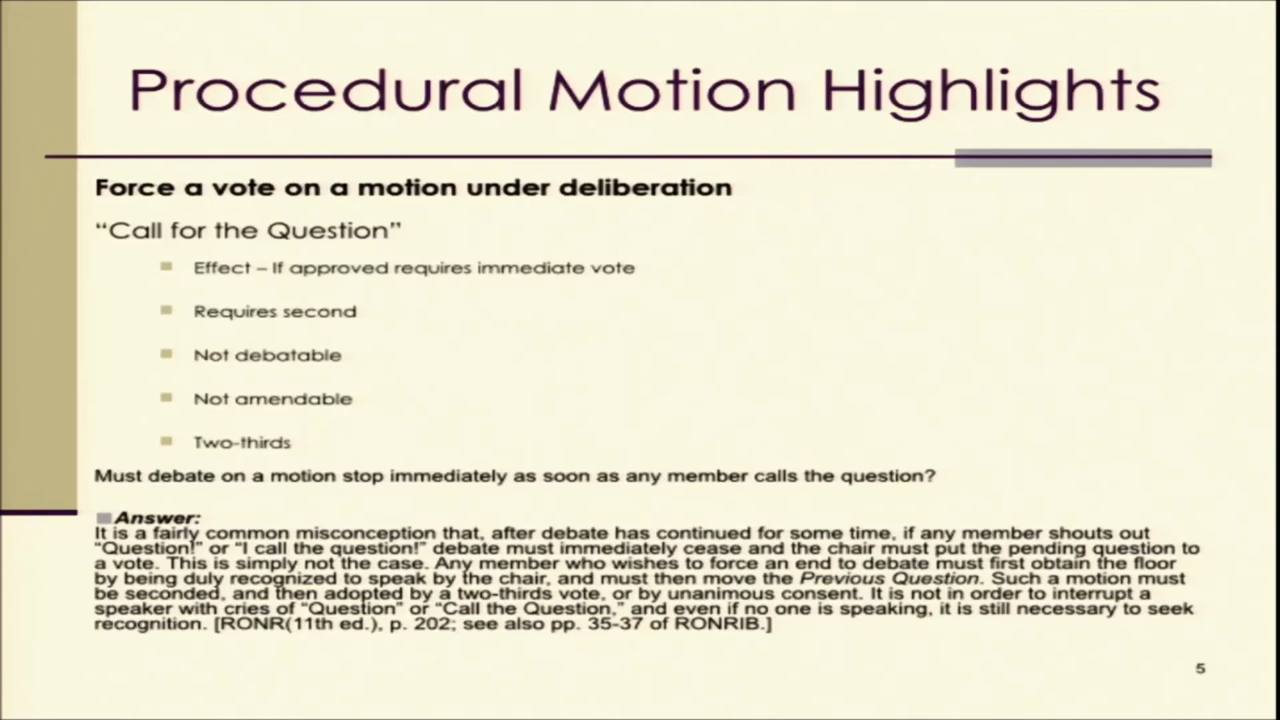 Procedural Motion Highlights
Force a vote on a motion under deliberation
“Call for the Question”
Effect – If approved requires immediate vote
Requires second
Not debatable
Not amendable
Two-thirds
Must debate on a motion stop immediately as soon as any member calls the question?
Answer:
It is a fairly common misconception that, after debate has continued for some time, if any member shouts out
“Question!” or “I call the question!” debate must immediately cease and the chair must put the pending question to
a vote. This is simply not the case. Any member who wishes to force an end to debate must first obtain the floor
by being duly recognized to speak by the chair, and must then move the Previous Question. Such a motion must
be seconded, and then adopted by a two-thirds vote, or by unanimous consent. It is not in order to interrupt a
speaker with cries of “Question” or “Call the Question,” and even if no one is speaking, it is still necessary to seek
recognition. [RONR(11th ed.), p. 202; see also pp. 35-37 of RONRIB.]
5